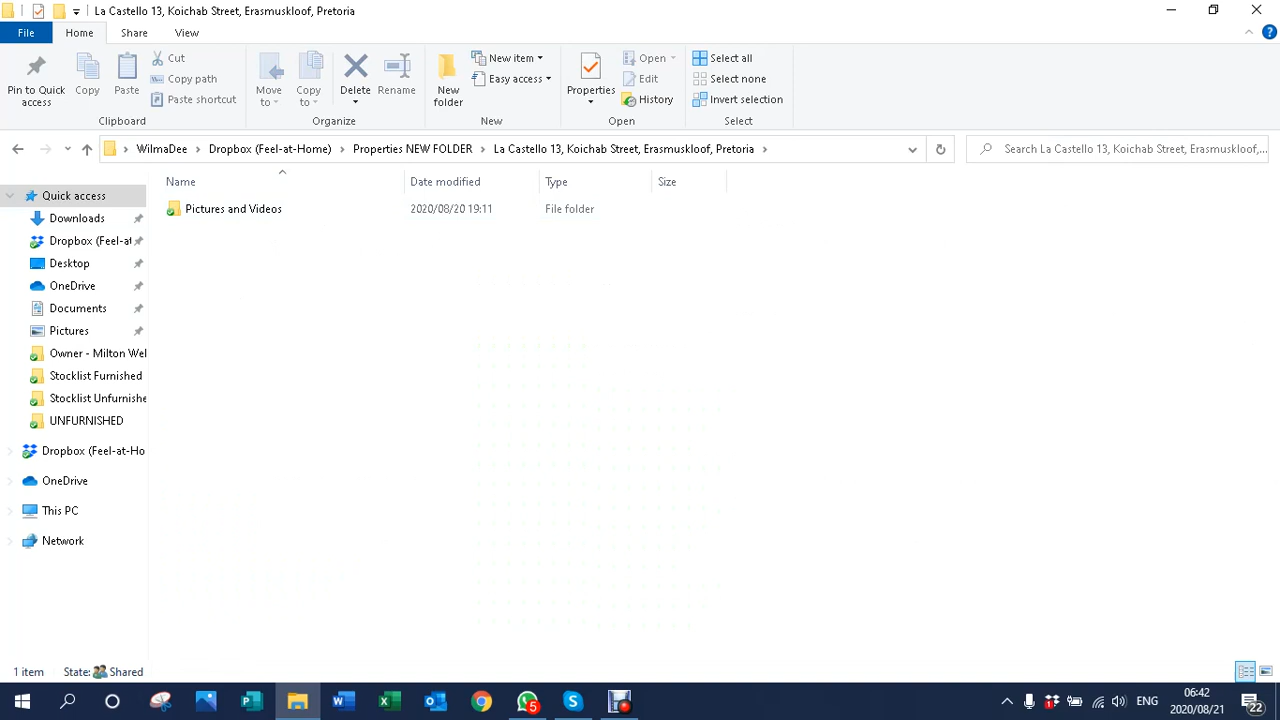 La Castello 13, Koichab Street, Erasmuskloof, Pretoria
File Home Share View
Pin to Quick access
Copy
Paste
Cut
Copy path
Paste shortcut
Clipboard
Move to
Copy to
Delete
Rename
Organize
New folder
New item
Easy access
New
Properties
Open
Edit
History
Open
Select all
Select none
Invert selection
Select
WilmaDee > Dropbox (Feel-at-Home) > Properties NEW FOLDER > La Castello 13, Koichab Street, Erasmuskloof, Pretoria >
Search La Castello 13, Koichab Street, Erasmuskloof,...
Name Date modified Type Size
Pictures and Videos 2020/08/20 19:11 File folder
Quick access
Downloads
Dropbox (Feel-at
Desktop
OneDrive
Documents
Pictures
Owner - Milton Wel
Stocklist Furnished
Stocklist Unfurnishe
UNFURNISHED
Dropbox (Feel-at-Ho
OneDrive
This PC
Network
1 item State: Shared
5
ENG
06:42
2020/08/21
22